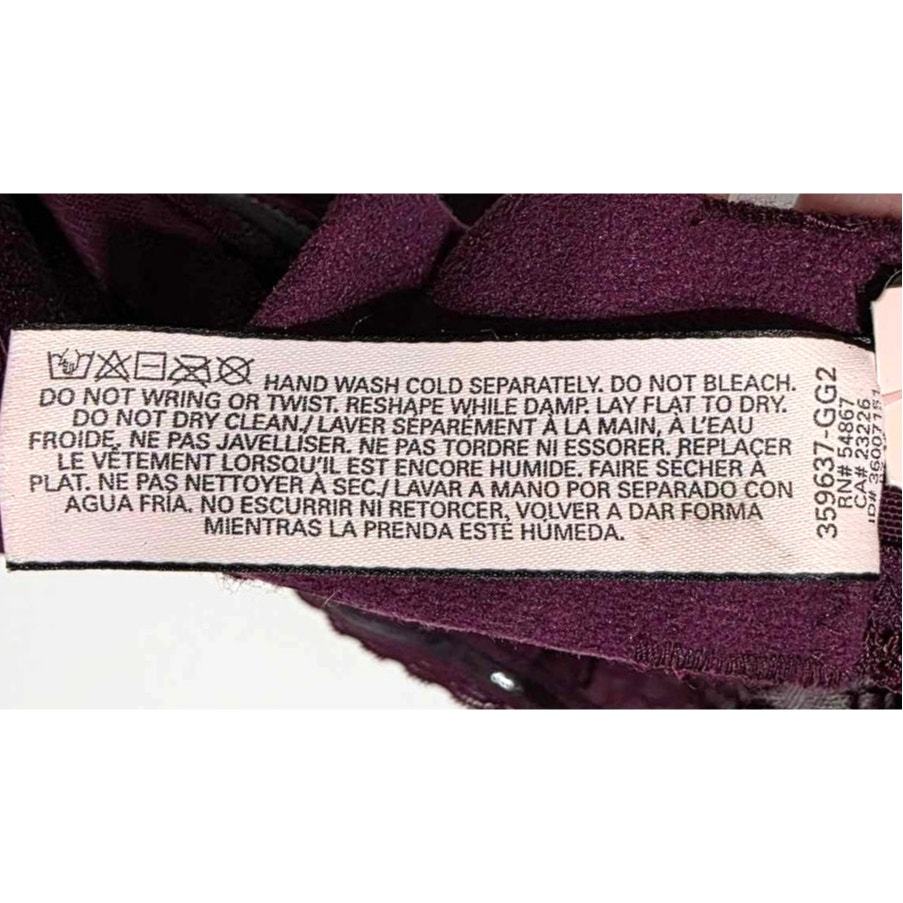 HAND WASH COLD SEPARATELY. DO NOT BLEACH.
DO NOT WRING OR TWIST. RESHAPE WHILE DAMP. LAY FLAT TO DRY.
DO NOT DRY CLEAN./ LAVER SÉPARÉMENT À LA MAIN, À L'EAU
FROIDE, NE PAS JAVELLISER. NE PAS TORDRE NI ESSORER. REPLACER
LE VÊTEMENT LORSQU'IL EST ENCORE HUMIDE. FAIRE SÉCHER À
PLAT. NE PAS NETTOYER À SEC./ LAVAR A MANO POR SEPARADO CON
AGUA FRÍA. NO ESCURRIR NI RETORCER, VOLVER A DAR FORMA
MIENTRAS LA PRENDA ESTÉ HÚMEDA.
359637-GG2
RN# 54867
CA# 23226
ID#